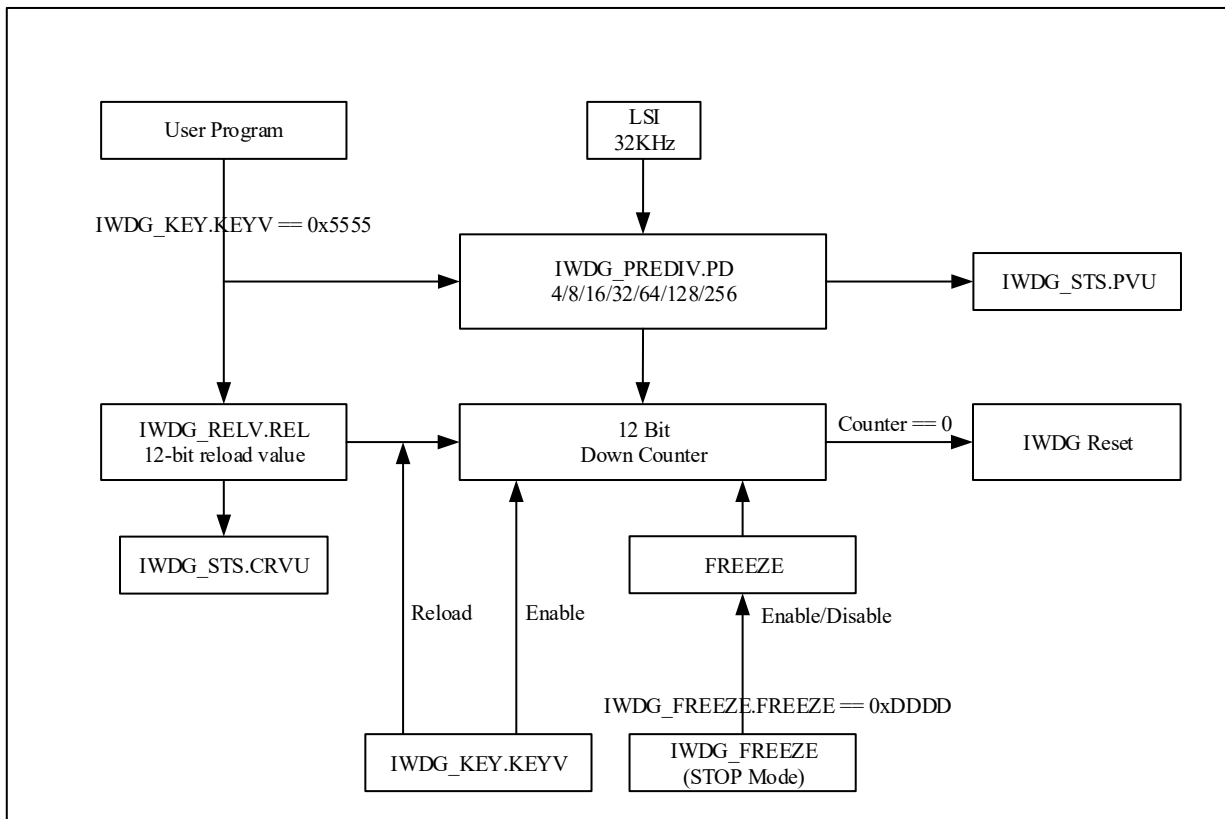 User Program
LSI
32KHz
IWDG_KEY.KEYV == 0x5555
IWDG_PREDIV.PD
4/8/16/32/64/128/256
IWDG_STS.PVU
IWDG_RELV.REL
12-bit reload value
12 Bit
Down Counter
Counter == 0
IWDG Reset
IWDG_STS.CRVU
FREEZE
Reload
Enable
Enable/Disable
IWDG_FREEZE.FREEZE == 0xDDDD
IWDG_KEY.KEYV
IWDG_FREEZE
(STOP Mode)